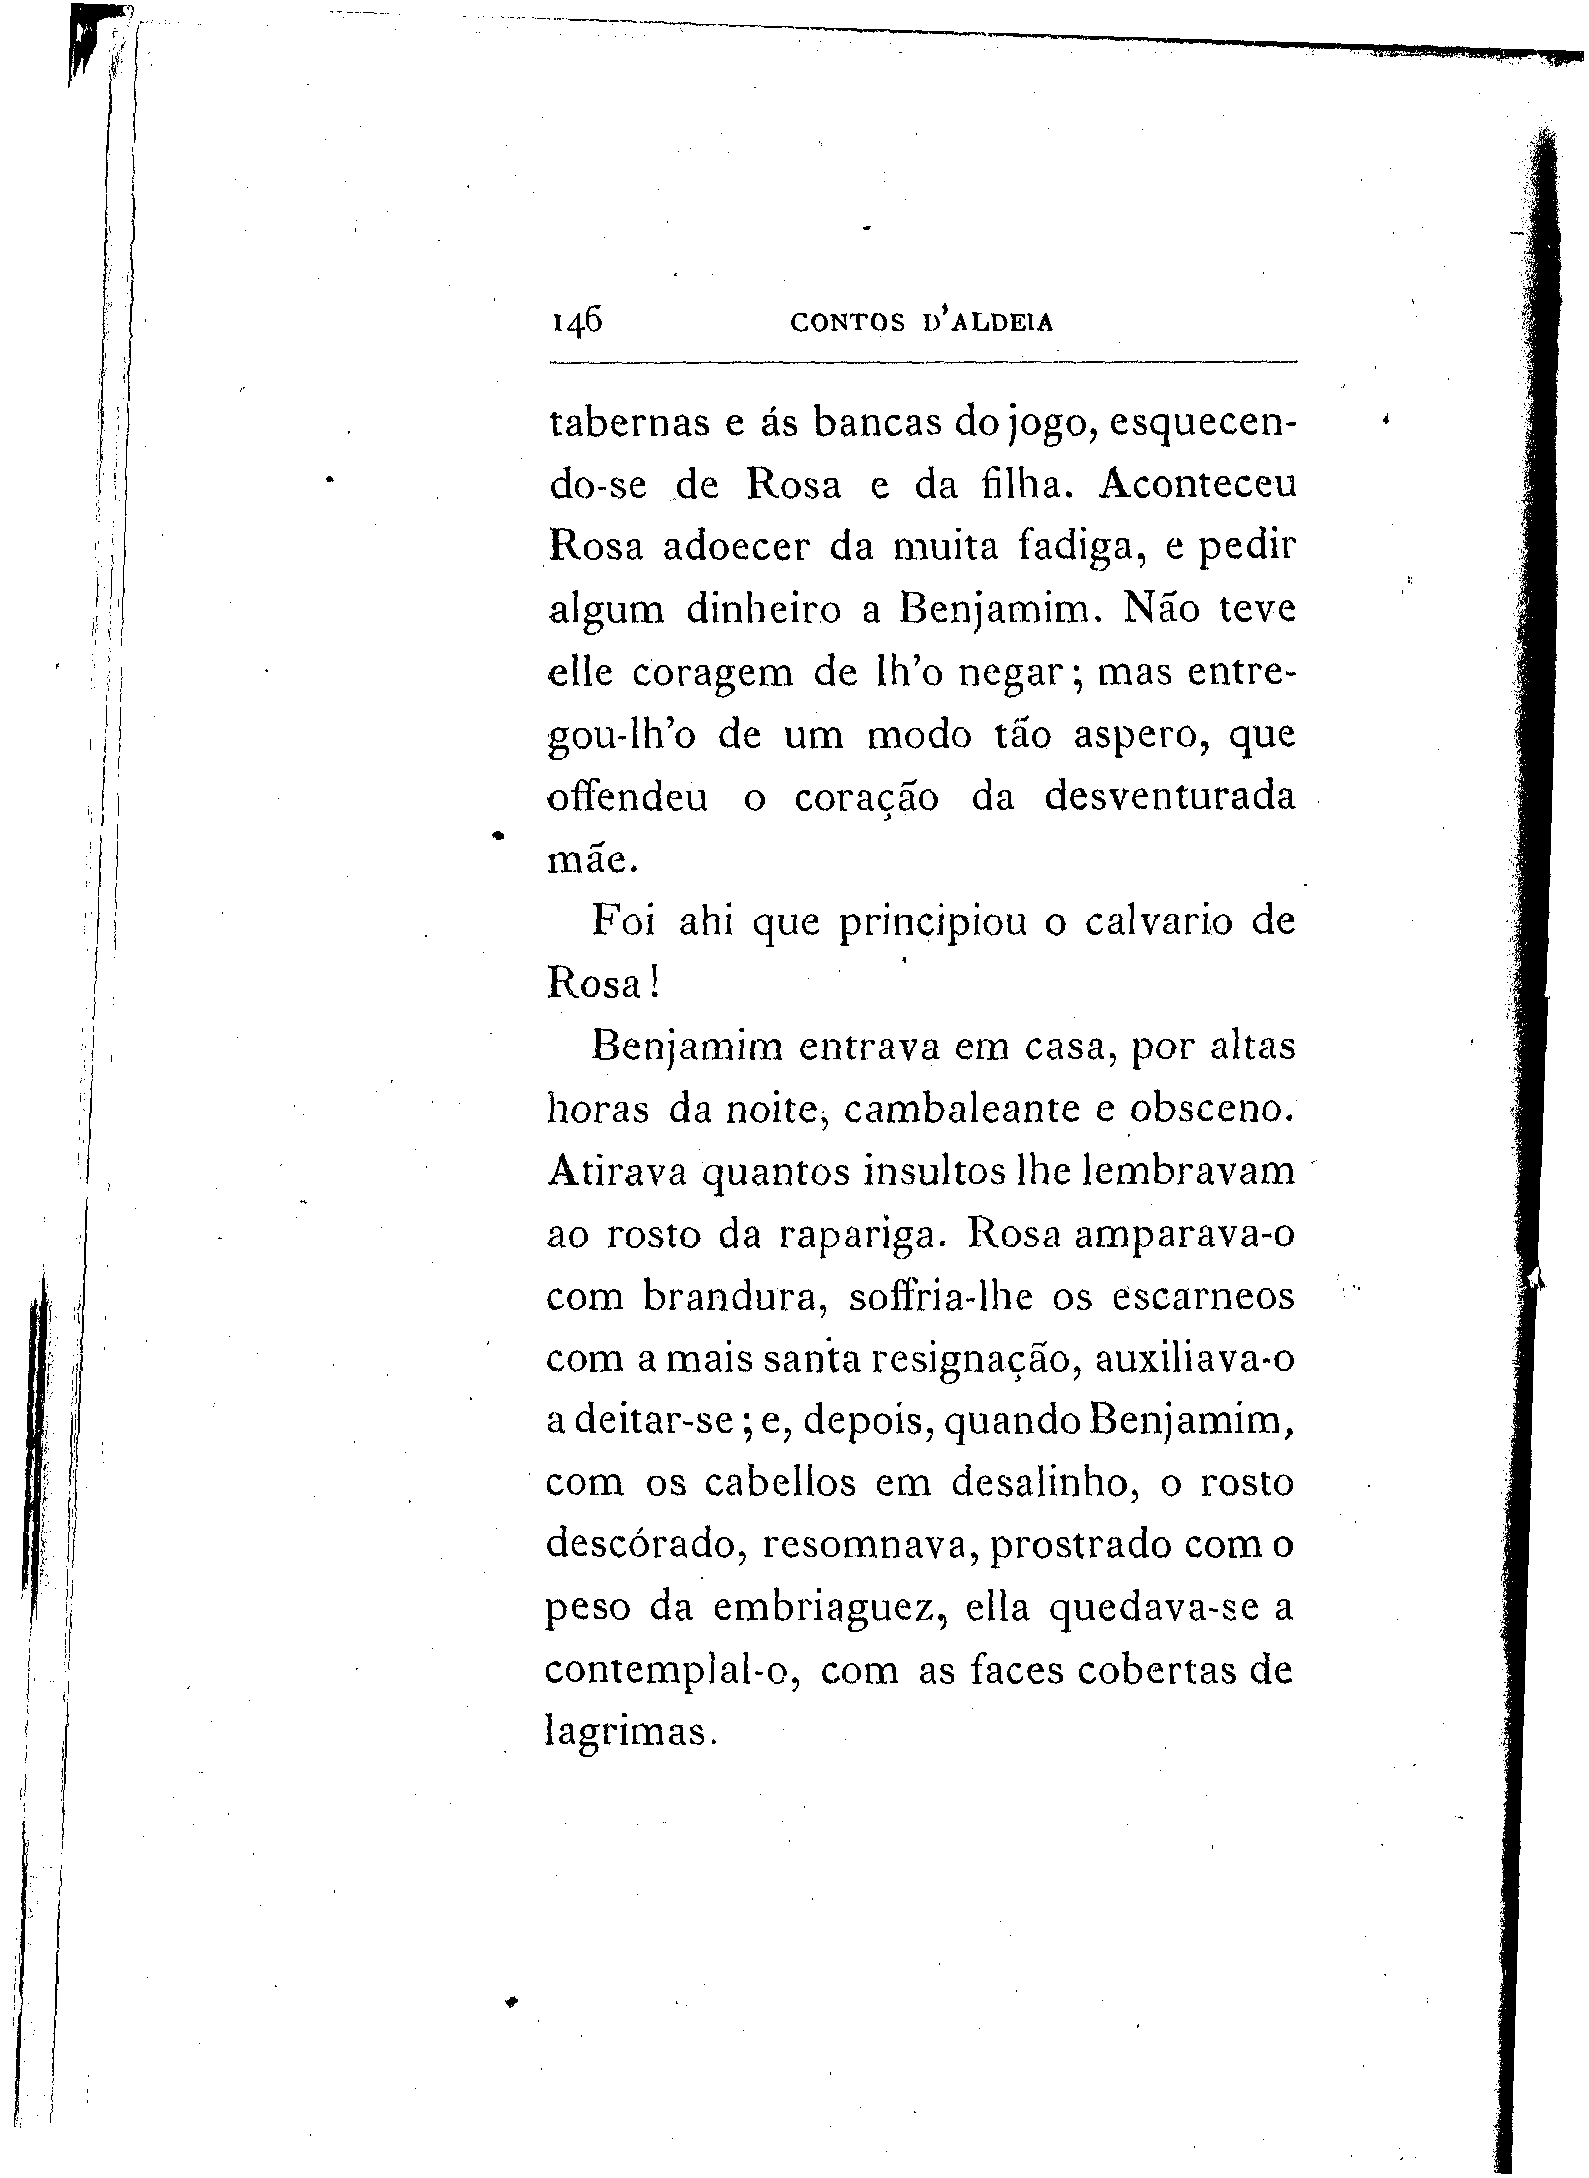 146 CONTOS D'ALDEIA
tabernas e ás bancas do jogo, esquecen-
do-se de Rosa e da filha. Aconteceu
Rosa adoecer da muita fadiga, e pedir
algum dinheiro a Benjamim. Não teve
elle coragem de lh'o negar; mas entre-
gou-lh'o de um modo tão aspero, que
offendeu o coração da desventurada
mãe.
Foi ahi que principiou o calvario de
Rosa!
Benjamim entrava em casa, por altas
horas da noite, cambaleante e obsceno.
Atirava quantos insultos lhe lembravam
ao rosto da rapariga. Rosa amparava-o
com brandura, soffria-lhe os escarneos
com a mais santa resignação, auxiliava-o
a deitar-se; e, depois, quando Benjamim,
com os cabellos em desalinho, o rosto
descórado, resomnava, prostrado com o
peso da embriaguez, ella quedava-se a
contemplal-o, com as faces cobertas de
lagrimas.